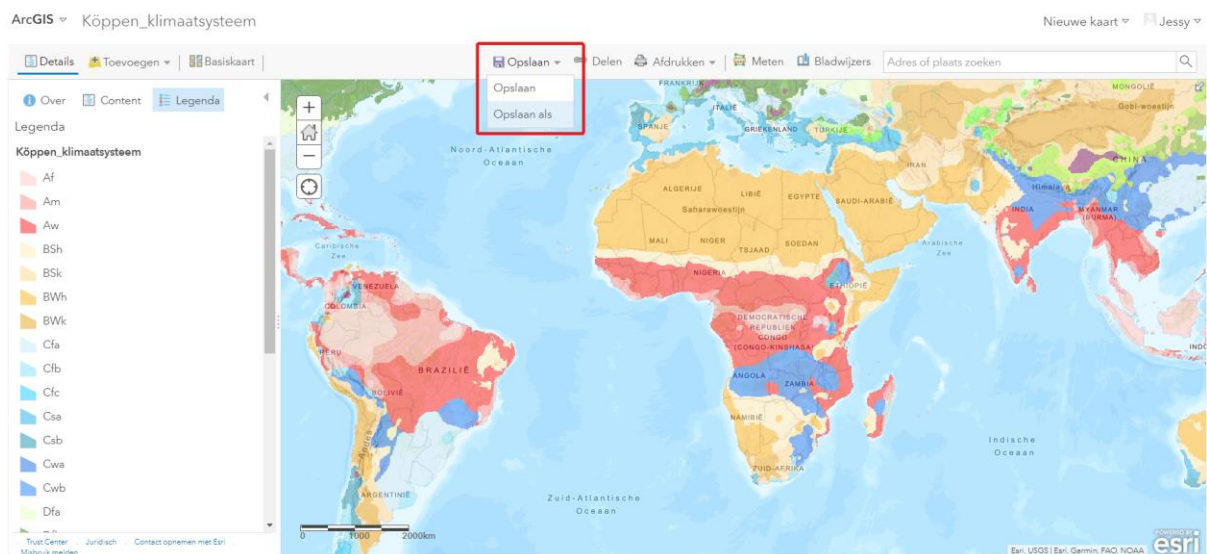 ArcGIS Köppen_klimaatsysteem Nieuwe kaart Jessy
Details Toevoegen Basiskaart Opslaan Delen Afdrukken Meten Bladwijzers Adres of plaats zoeken
Opslaan
Opslaan als
Over Content Legenda
Legenda
Köppen_klimaatsysteem
Af
Am
Aw
BSh
BSk
BWh
BWk
Cfa
Cfb
Cfc
Csa
Csb
Cwa
Cwb
Dfa
Trust Center Juridisch Contact opnemen met Esri
Misbruik melden
FRANKRIJK
MONGOLIË
Gobi-woestijn
ITALIË
SPANJE
GRIEKENLAND
TURKIJE
Noord-Atlantische
Oceaan
CHINA
IRAN
ALGERIJE
LIBIË
EGYPTE
SAUDI-ARABIË
Saharawoestijn
INDIA
MYANMAR
(BURMA)
MALI
NIGER
TSJAAD
SOEDAN
Caribische
Zee
Arabische
Zee
NIGERIA
ETHIOPIË
VENEZUELA
COLOMBIA
DEMOCRATISCHE
REPUBLIEK
CONGO
(CONGO-KINSHASA)
PERU
BRAZILIË
ANGOLA
ZAMBIA
BOLIVIË
NAMIBIË
Andes
Indische
Oceaan
ZUID-AFRIKA
ARGENTINIË
Zuid-Atlantische
Oceaan
0 1000 2000km
POWERED BY
esri
Esri, USGS | Esri, Garmin, FAO, NOAA